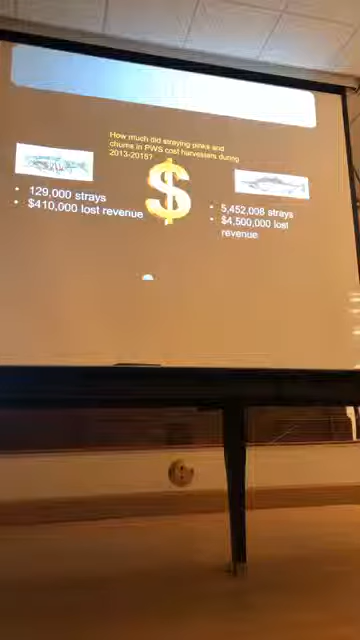 How much did straying pinks and
chums in PWS cost harvesters during
2013-2015?
• 129,000 strays
• $410,000 lost revenue
$
• 5,452,008 strays
• $4,500,000 lost
revenue